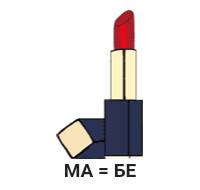 МА = БЕ